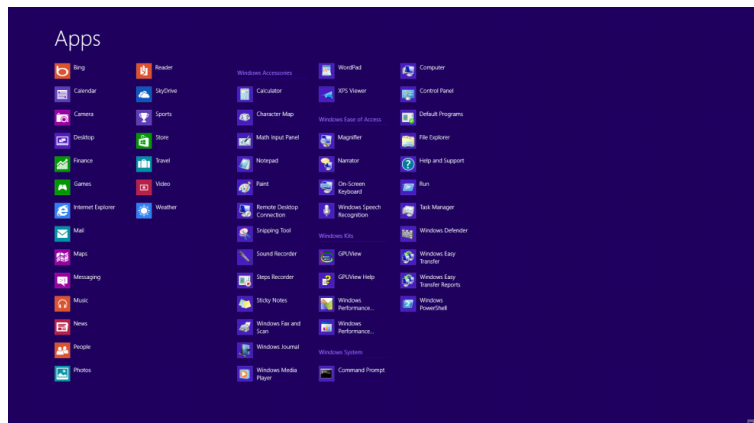 Apps
Bing
Calendar
Camera
Desktop
Finance
Games
Internet Explorer
Mail
Maps
Messaging
Music
News
People
Photos
Reader
SkyDrive
Sports
Store
Travel
Video
Weather
Windows Accessories
Calculator
Character Map
Math Input Panel
Notepad
Paint
Remote Desktop
Connection
Snipping Tool
Sound Recorder
Steps Recorder
Sticky Notes
Windows Fax and
Scan
Windows Journal
Windows Media
Player
WordPad
XPS Viewer
Windows Ease of Access
Magnifier
Narrator
On-Screen
Keyboard
Windows Speech
Recognition
Windows Kits
GPUView
GPUView Help
Windows
Performance...
Windows
Performance...
Windows System
Command Prompt
Computer
Control Panel
Default Programs
File Explorer
Help and Support
Run
Task Manager
Windows Defender
Windows Easy
Transfer
Windows Easy
Transfer Reports
Windows
PowerShell